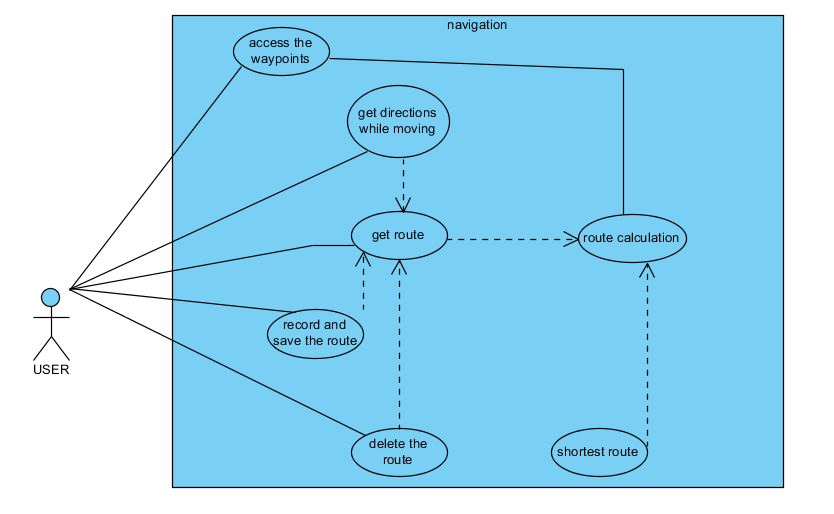 navigation
access the
waypoints
get directions
while moving
get route
route calculation
record and
save the route
USER
delete the
route
shortest route